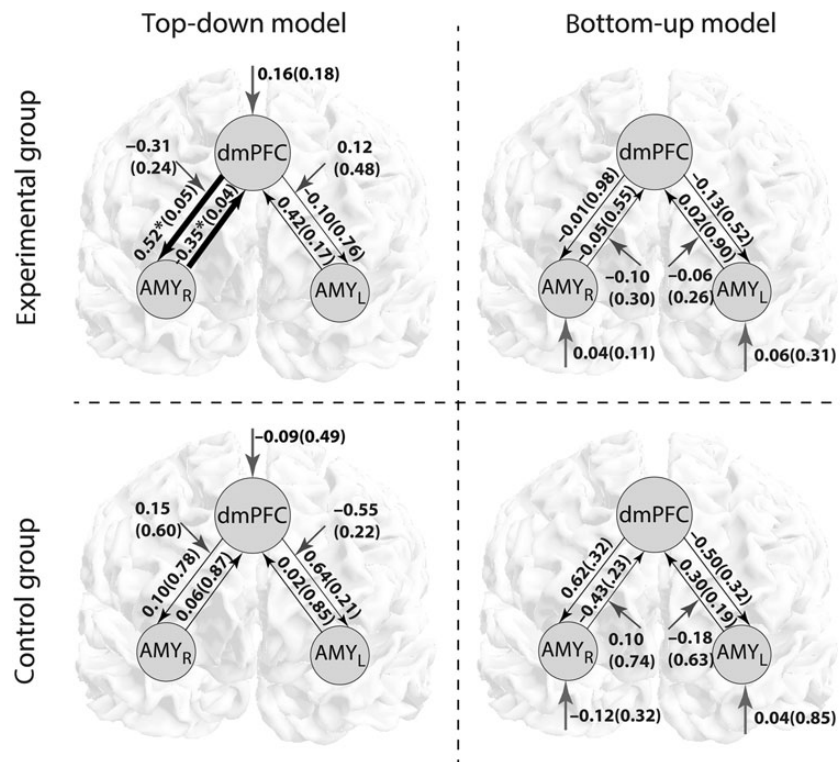 Top-down model
Bottom-up model
Experimental group
0.16(0.18)
dmPFC
−0.31
(0.24)
0.12
(0.48)
0.52*(0.05)
−0.35*(0.04)
−0.10(0.76)
0.42(0.17)
AMYR
AMYL
dmPFC
−0.01(0.98)
−0.05(0.55)
−0.13(0.52)
0.02(0.90)
AMYR
−0.10
(0.30)
−0.06
(0.26)
AMYL
0.04(0.11)
0.06(0.31)
Control group
−0.09(0.49)
dmPFC
0.15
(0.60)
−0.55
(0.22)
0.10(0.78)
0.06(0.87)
0.64(0.21)
0.02(0.85)
AMYR
AMYL
dmPFC
0.62(.32)
−0.43(.23)
−0.50(0.32)
0.30(0.19)
AMYR
0.10
(0.74)
−0.18
(0.63)
AMYL
−0.12(0.32)
0.04(0.85)